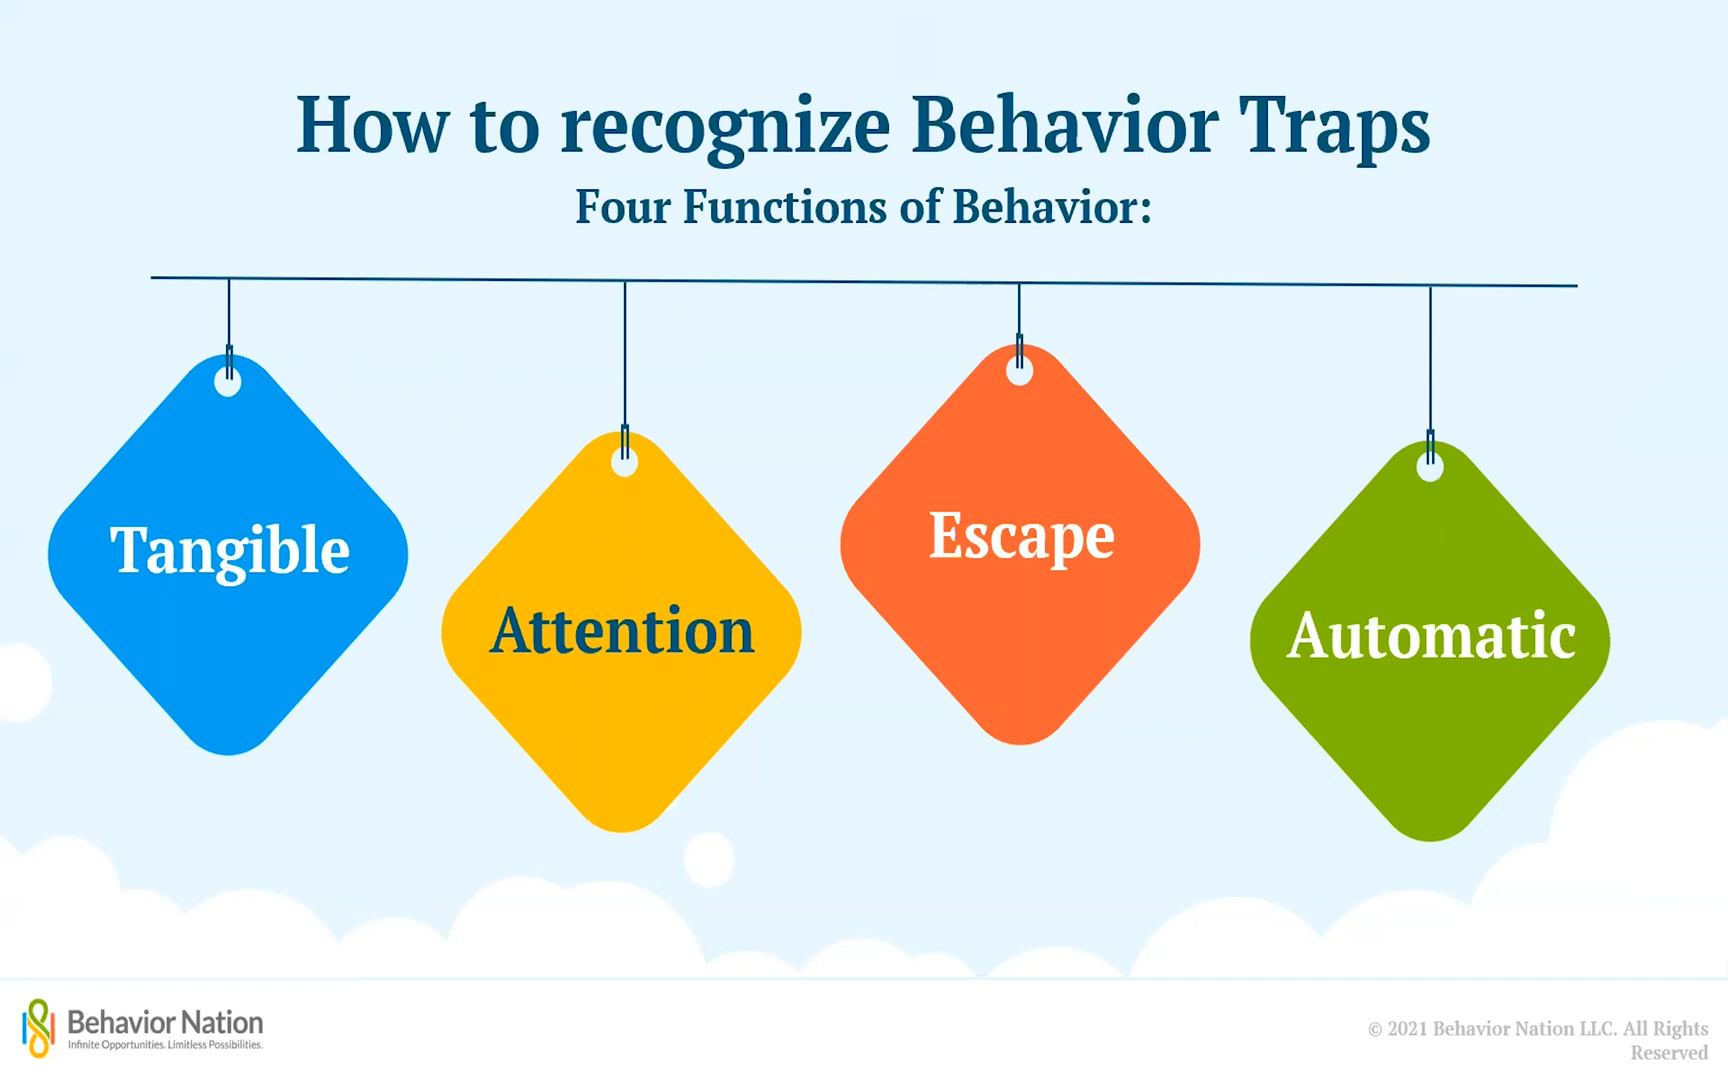 How to recognize Behavior Traps
Four Functions of Behavior:
Tangible
Attention
Escape
Automatic
Behavior Nation
Infinite Opportunities. Limitless Possibilities.
© 2021 Behavior Nation LLC. All Rights
Reserved